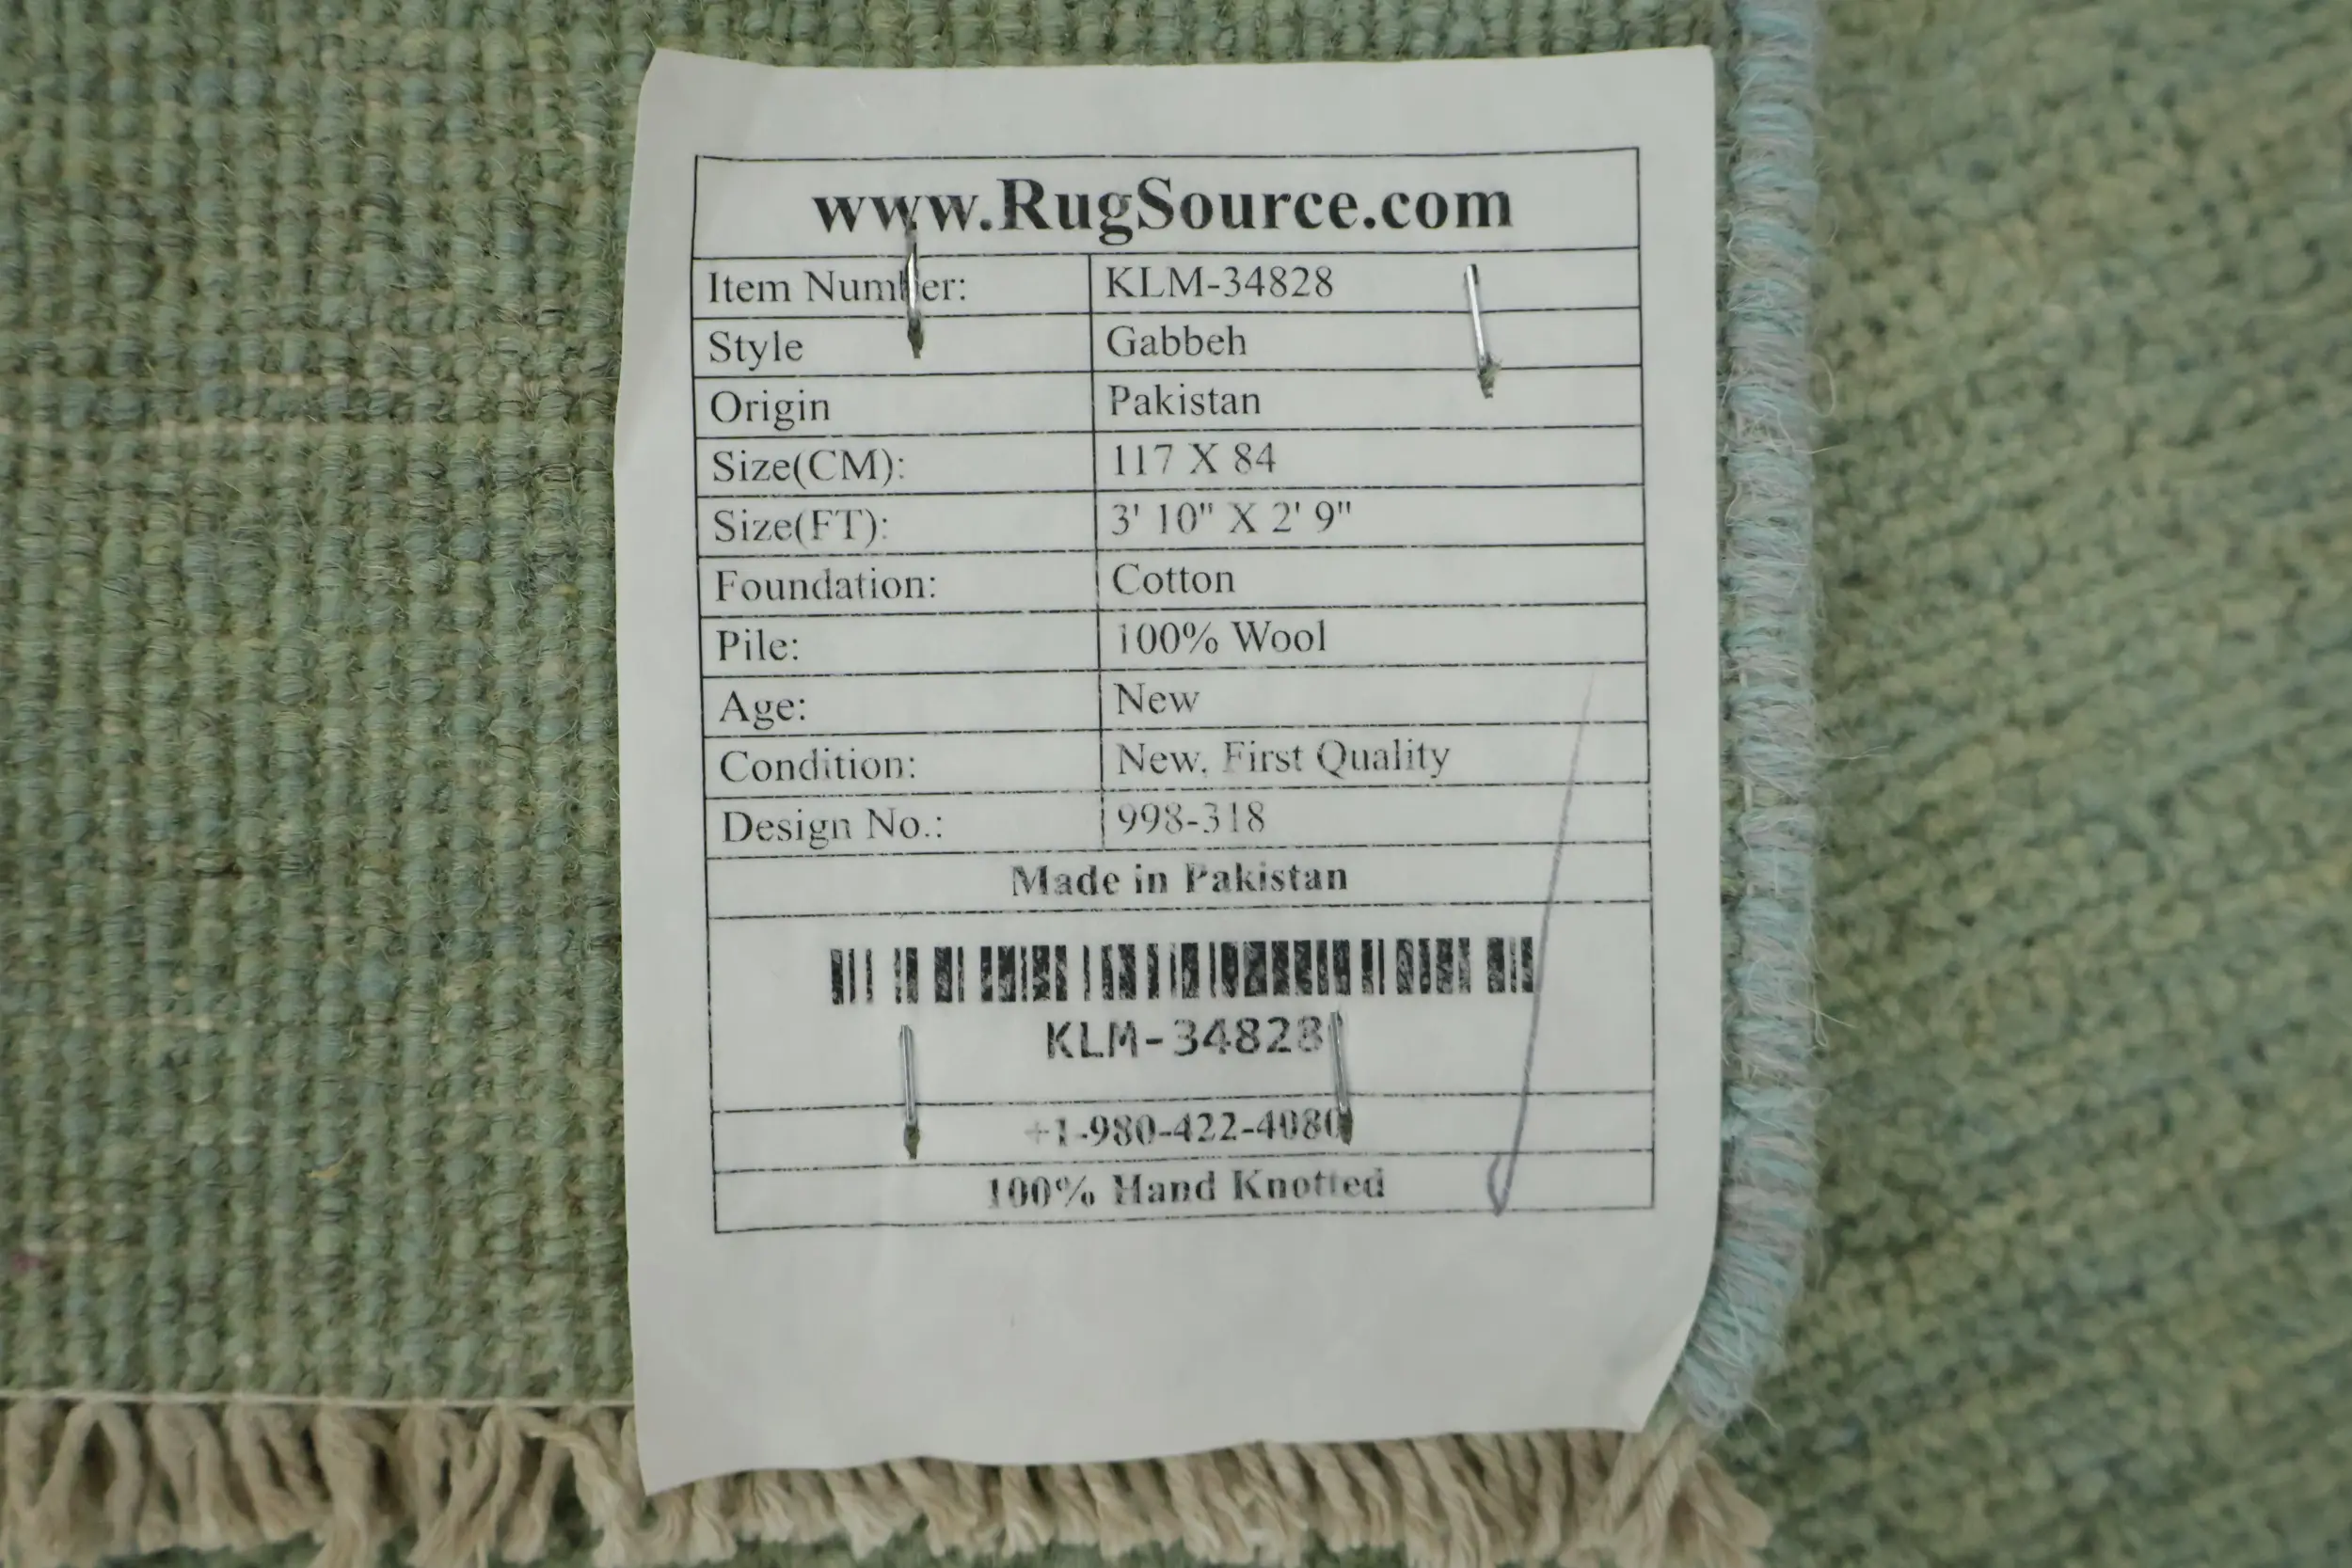 www.RugSource.com
Item Number: KLM-34828
Style Gabbeh
Origin Pakistan
Size(CM): 117 X 84
Size(FT): 3' 10" X 2' 9"
Foundation: Cotton
Pile: 100% Wool
Age: New
Condition: New, First Quality
Design No.: 998-318
Made in Pakistan
KLM-34828
+1-980-422-4080
100% Hand Knotted